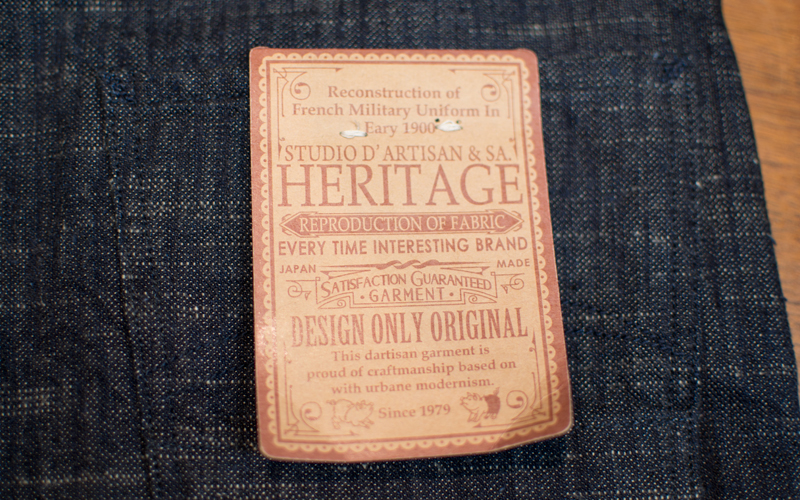 Reconstruction of
French Military Uniform In
Eary 1900
STUDIO D'ARTISAN & SA.
HERITAGE
REPRODUCTION OF FABRIC
EVERY TIME INTERESTING BRAND
JAPAN MADE
SATISFACTION GUARANTEED
· GARMENT ·
DESIGN ONLY ORIGINAL
This dartisan garment is
proud of craftmanship based on
with urbane modernism.
Since 1979